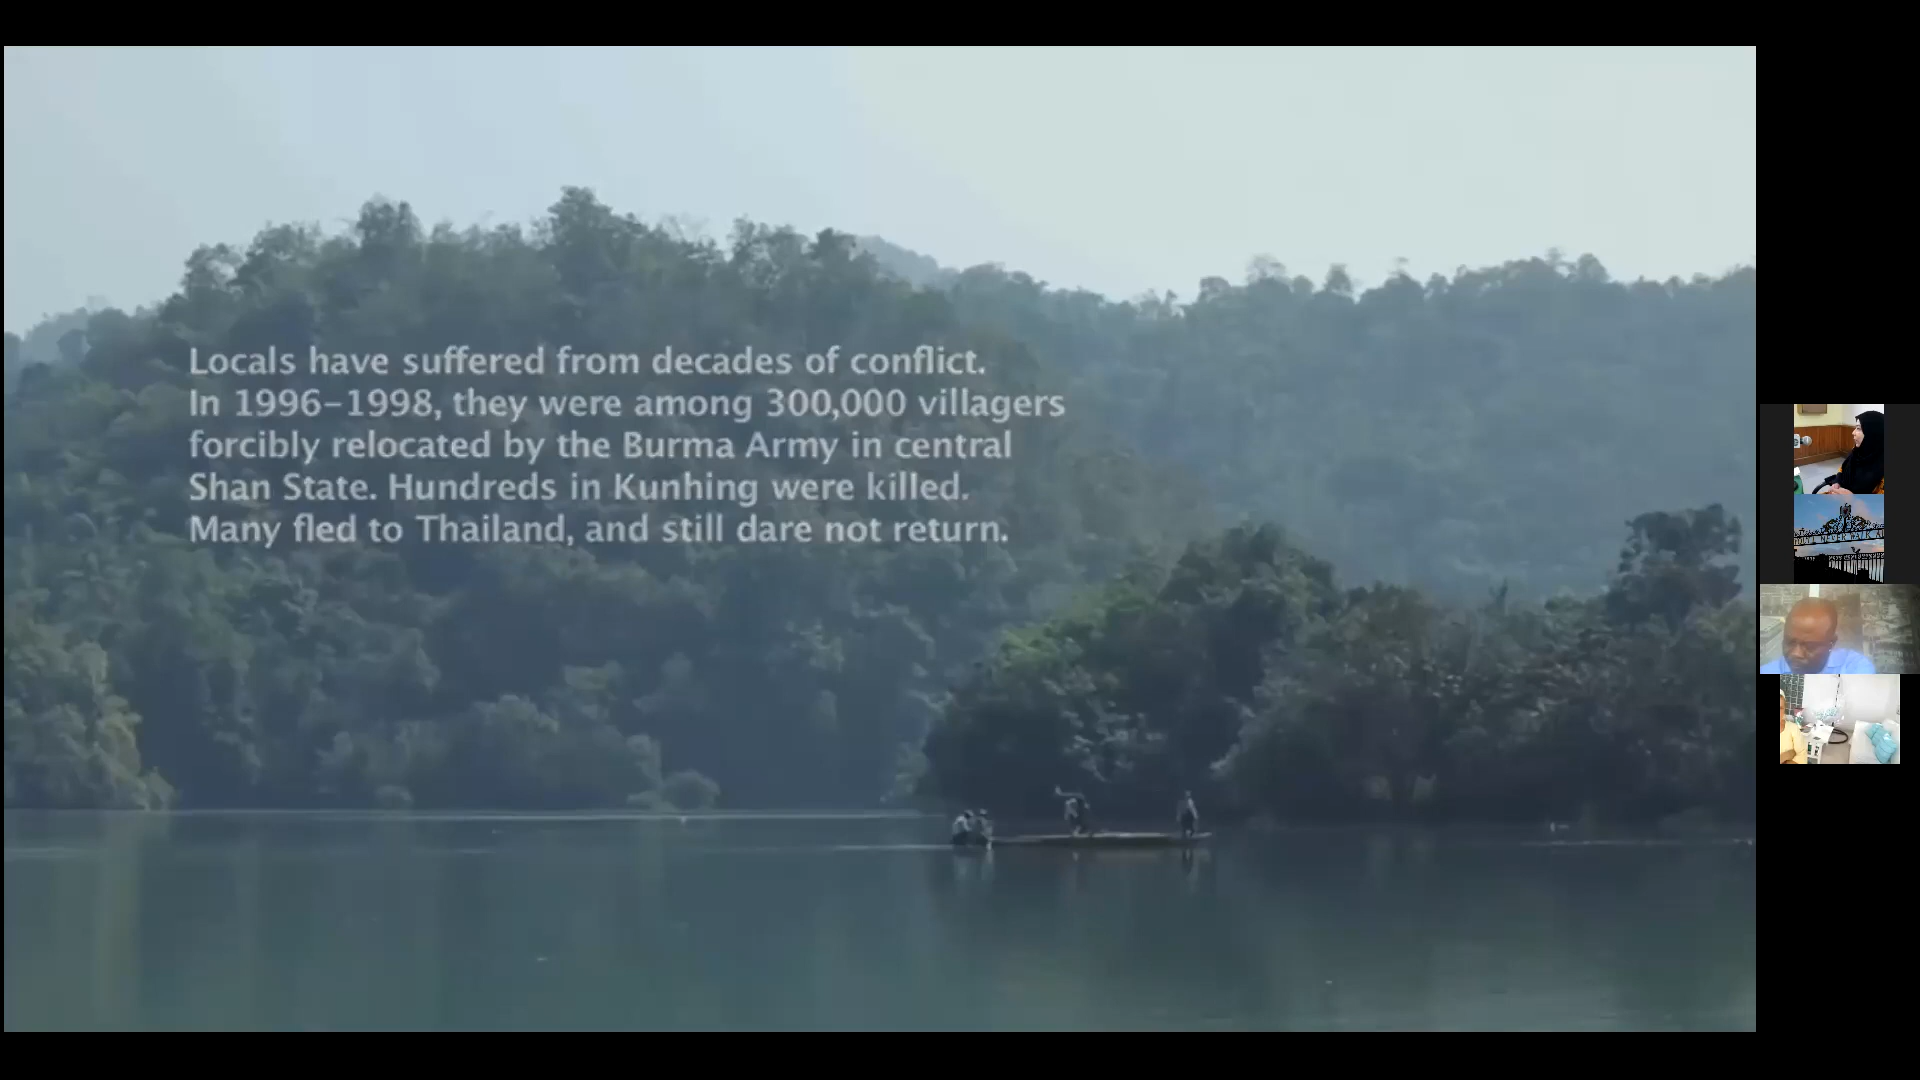 Locals have suffered from decades of conflict.
In 1996–1998, they were among 300,000 villagers
forcibly relocated by the Burma Army in central
Shan State. Hundreds in Kunhing were killed.
Many fled to Thailand, and still dare not return.
NEVER WALK